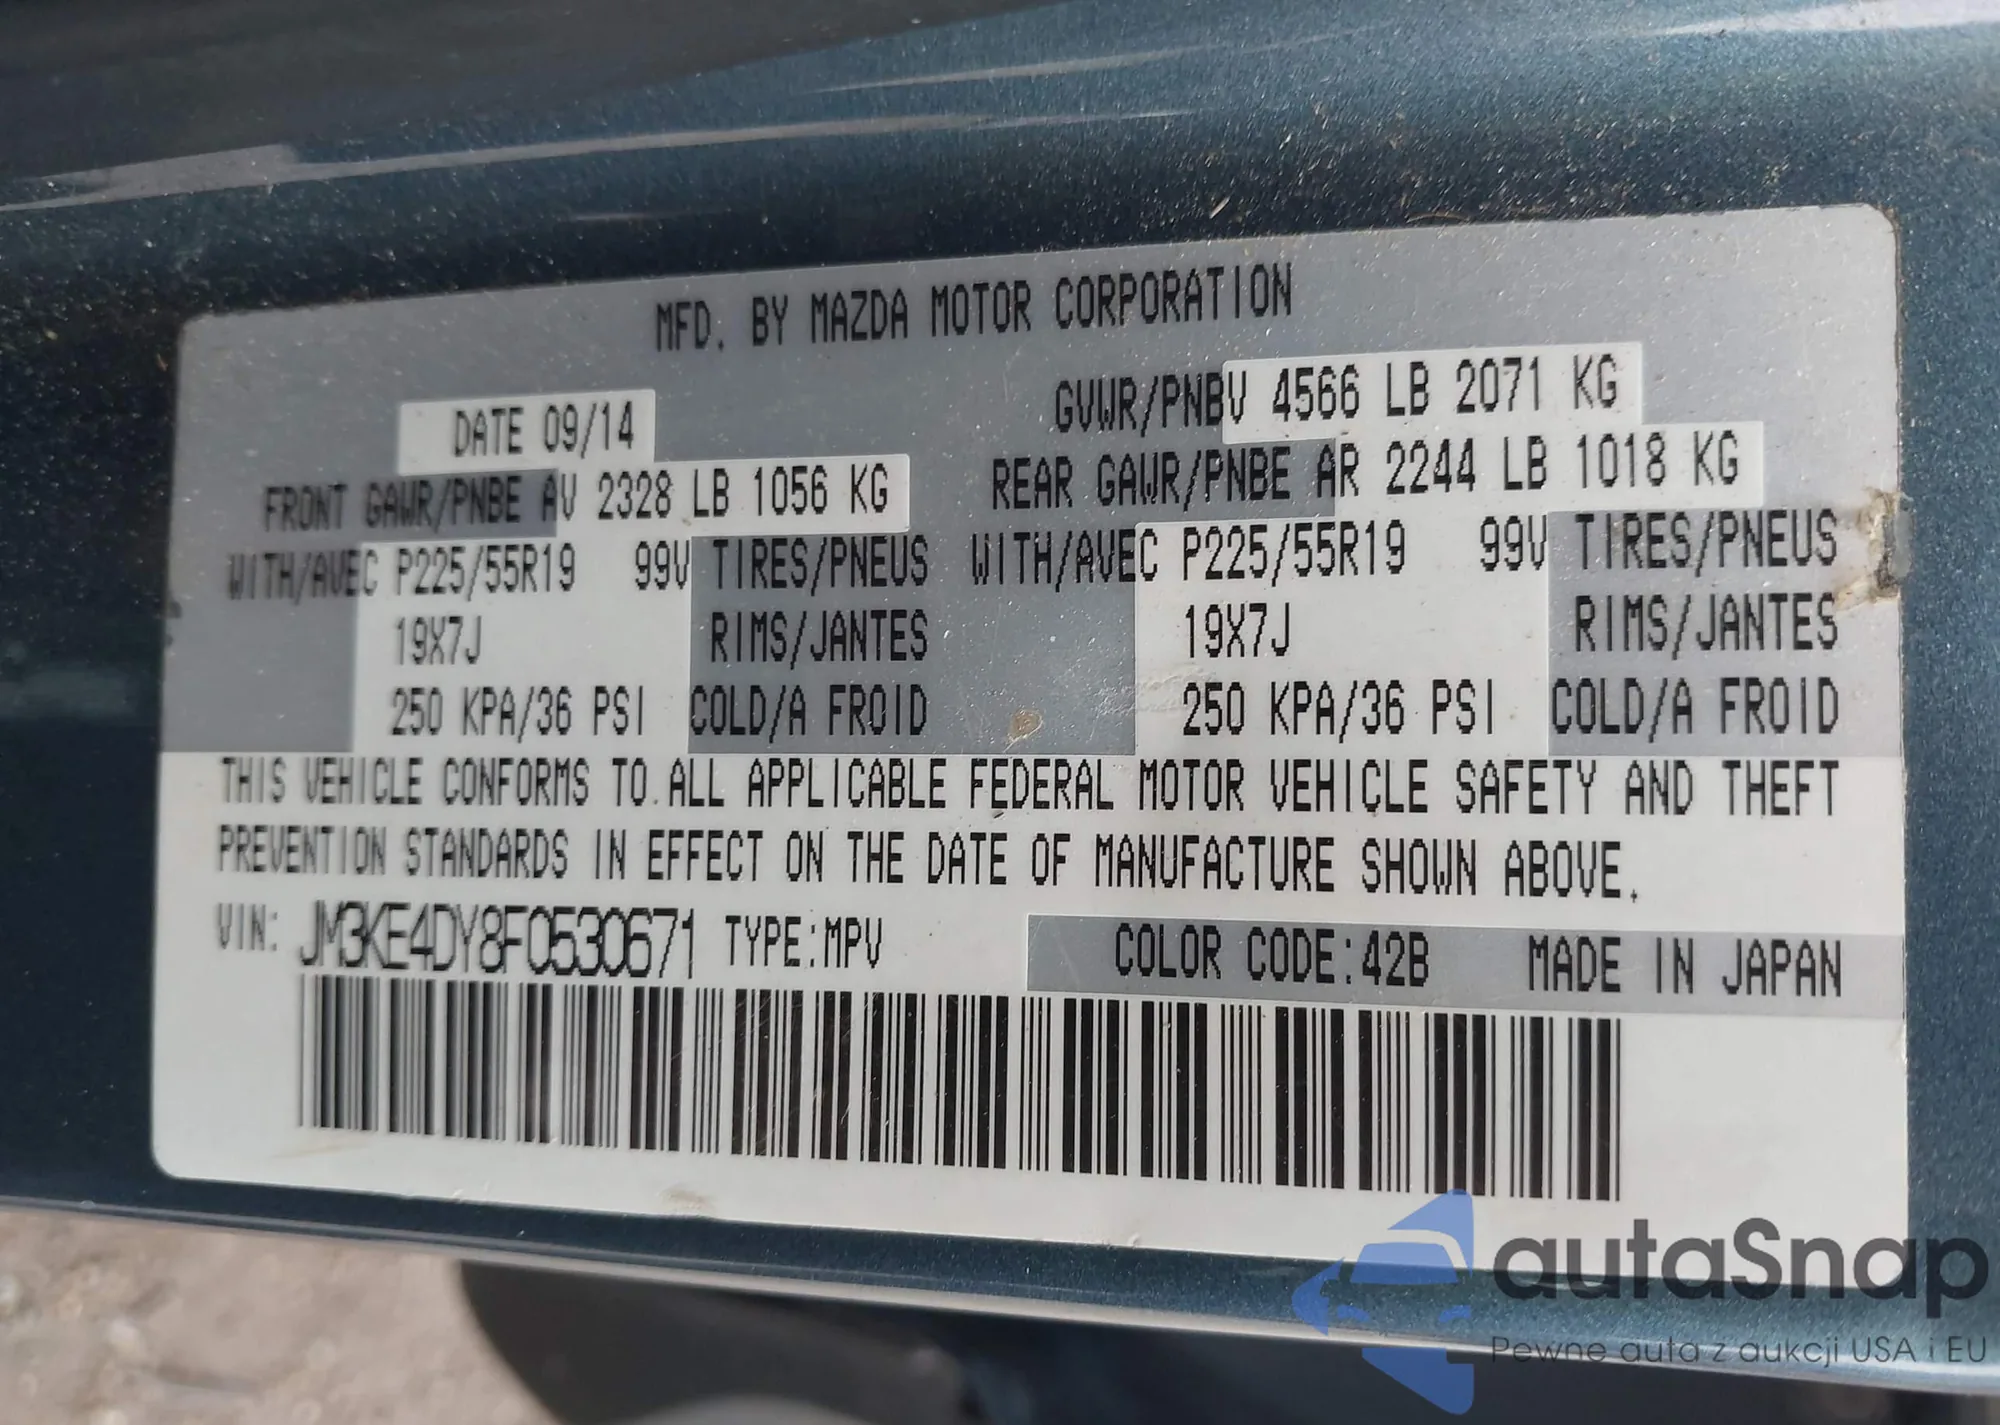 MFD. BY MAZDA MOTOR CORPORATION
DATE 09/14
GVWR/PNBV 4566 LB 2071 KG
FRONT GAWR/PNBE AV 2328 LB 1056 KG
REAR GAWR/PNBE AR 2244 LB 1018 KG
WITH/AVEC P225/55R19 99V TIRES/PNEUS
WITH/AVEC P225/55R19 99V TIRES/PNEUS
19X7J RIMS/JANTES
19X7J RIMS/JANTES
250 KPA/36 PSI COLD/A FROID
250 KPA/36 PSI COLD/A FROID
THIS VEHICLE CONFORMS TO ALL APPLICABLE FEDERAL MOTOR VEHICLE SAFETY AND THEFT
PREVENTION STANDARDS IN EFFECT ON THE DATE OF MANUFACTURE SHOWN ABOVE.
VIN: JM3KE4DY8F0530671 TYPE:MPV COLOR CODE:42B MADE IN JAPAN
autaSnap
Pewne auta z aukcji USA i EU